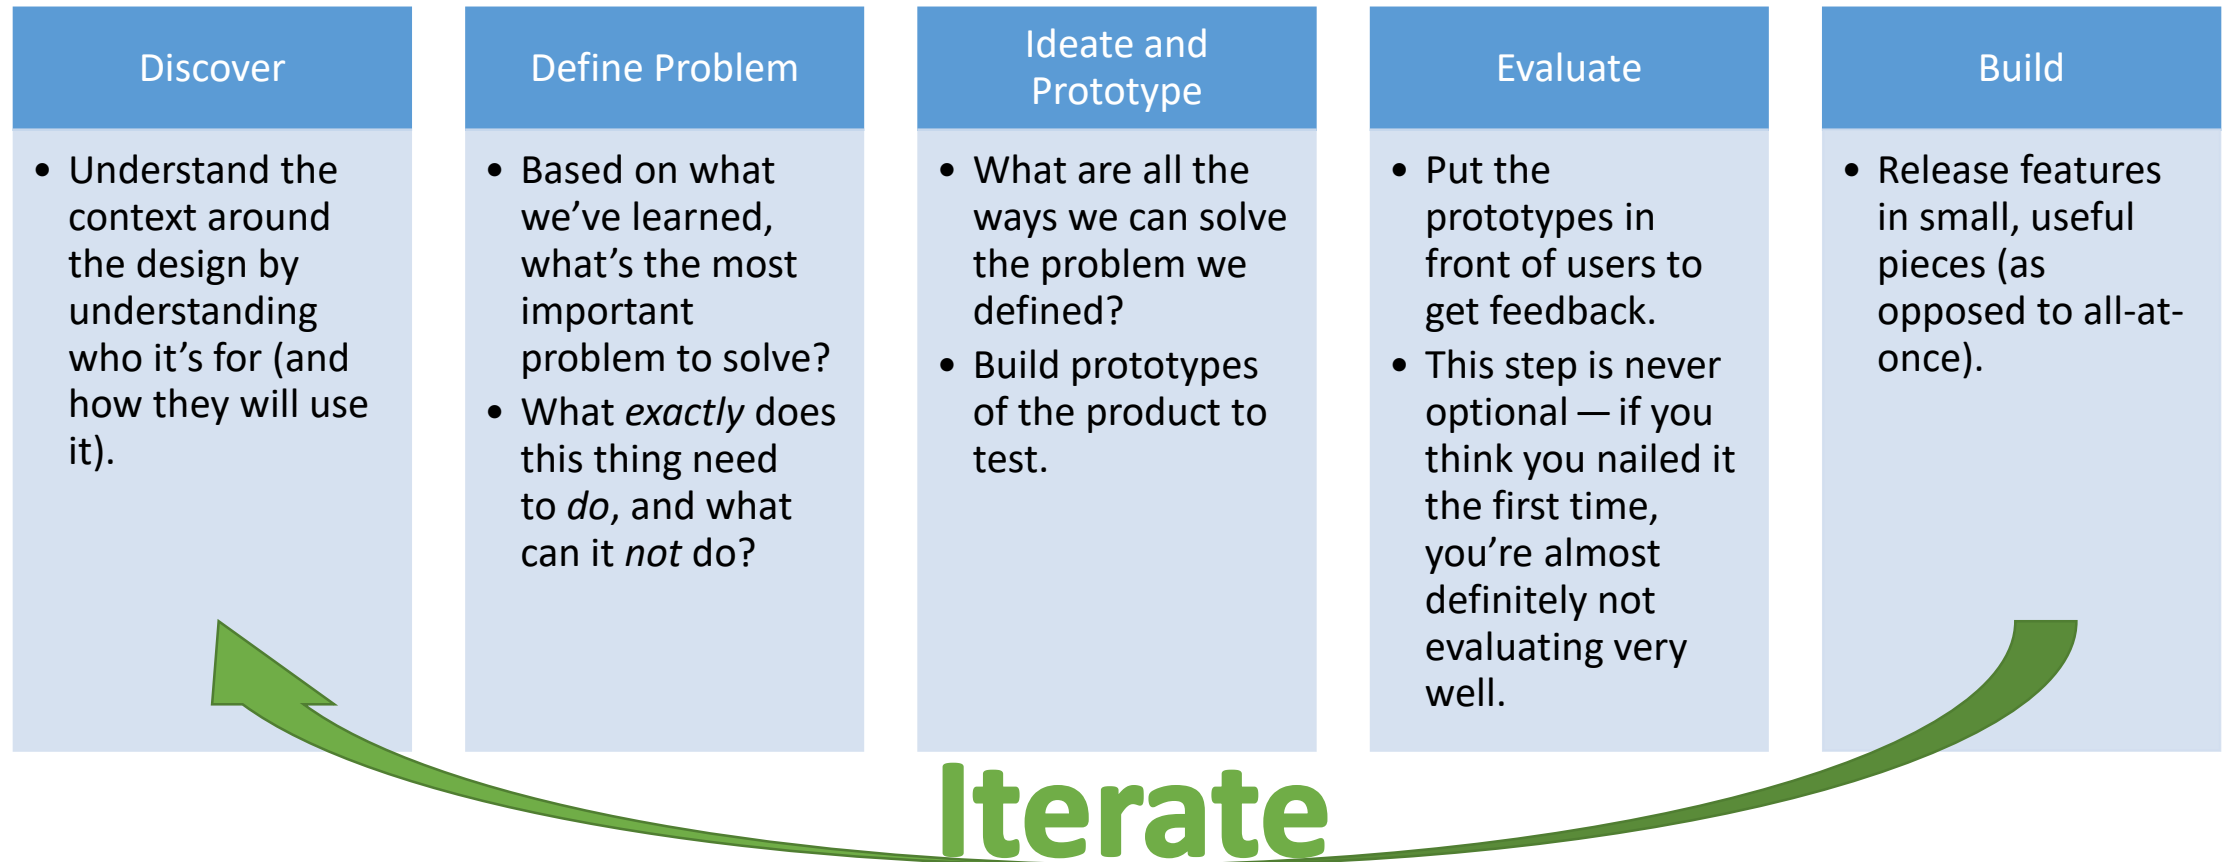 Discover
• Understand the
context around
the design by
understanding
who it’s for (and
how they will use
it).
Define Problem
• Based on what
we’ve learned,
what’s the most
important
problem to solve?
• What exactly does
this thing need
to do, and what
can it not do?
Ideate and
Prototype
• What are all the
ways we can solve
the problem we
defined?
• Build prototypes
of the product to
test.
Evaluate
• Put the
prototypes in
front of users to
get feedback.
• This step is never
optional — if you
think you nailed it
the first time,
you’re almost
definitely not
evaluating very
well.
Build
• Release features
in small, useful
pieces (as
opposed to all-at-
once).
Iterate